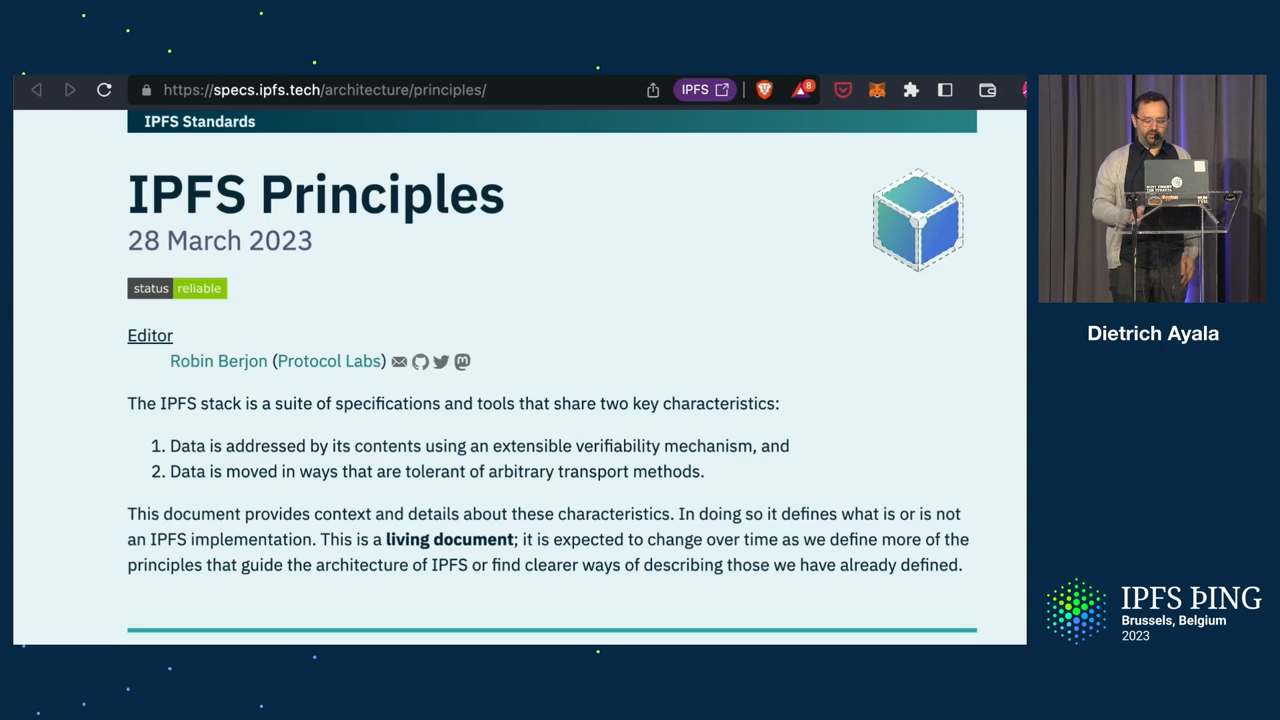 https://specs.ipfs.tech/architecture/principles/
IPFS
8
IPFS Standards
IPFS Principles
28 March 2023
status reliable
Editor
Robin Berjon (Protocol Labs)
The IPFS stack is a suite of specifications and tools that share two key characteristics:
1. Data is addressed by its contents using an extensible verifiability mechanism, and
2. Data is moved in ways that are tolerant of arbitrary transport methods.
This document provides context and details about these characteristics. In doing so it defines what is or is not
an IPFS implementation. This is a living document; it is expected to change over time as we define more of the
principles that guide the architecture of IPFS or find clearer ways of describing those we have already defined.
Dietrich Ayala
IPFS ÞING
Brussels, Belgium
2023